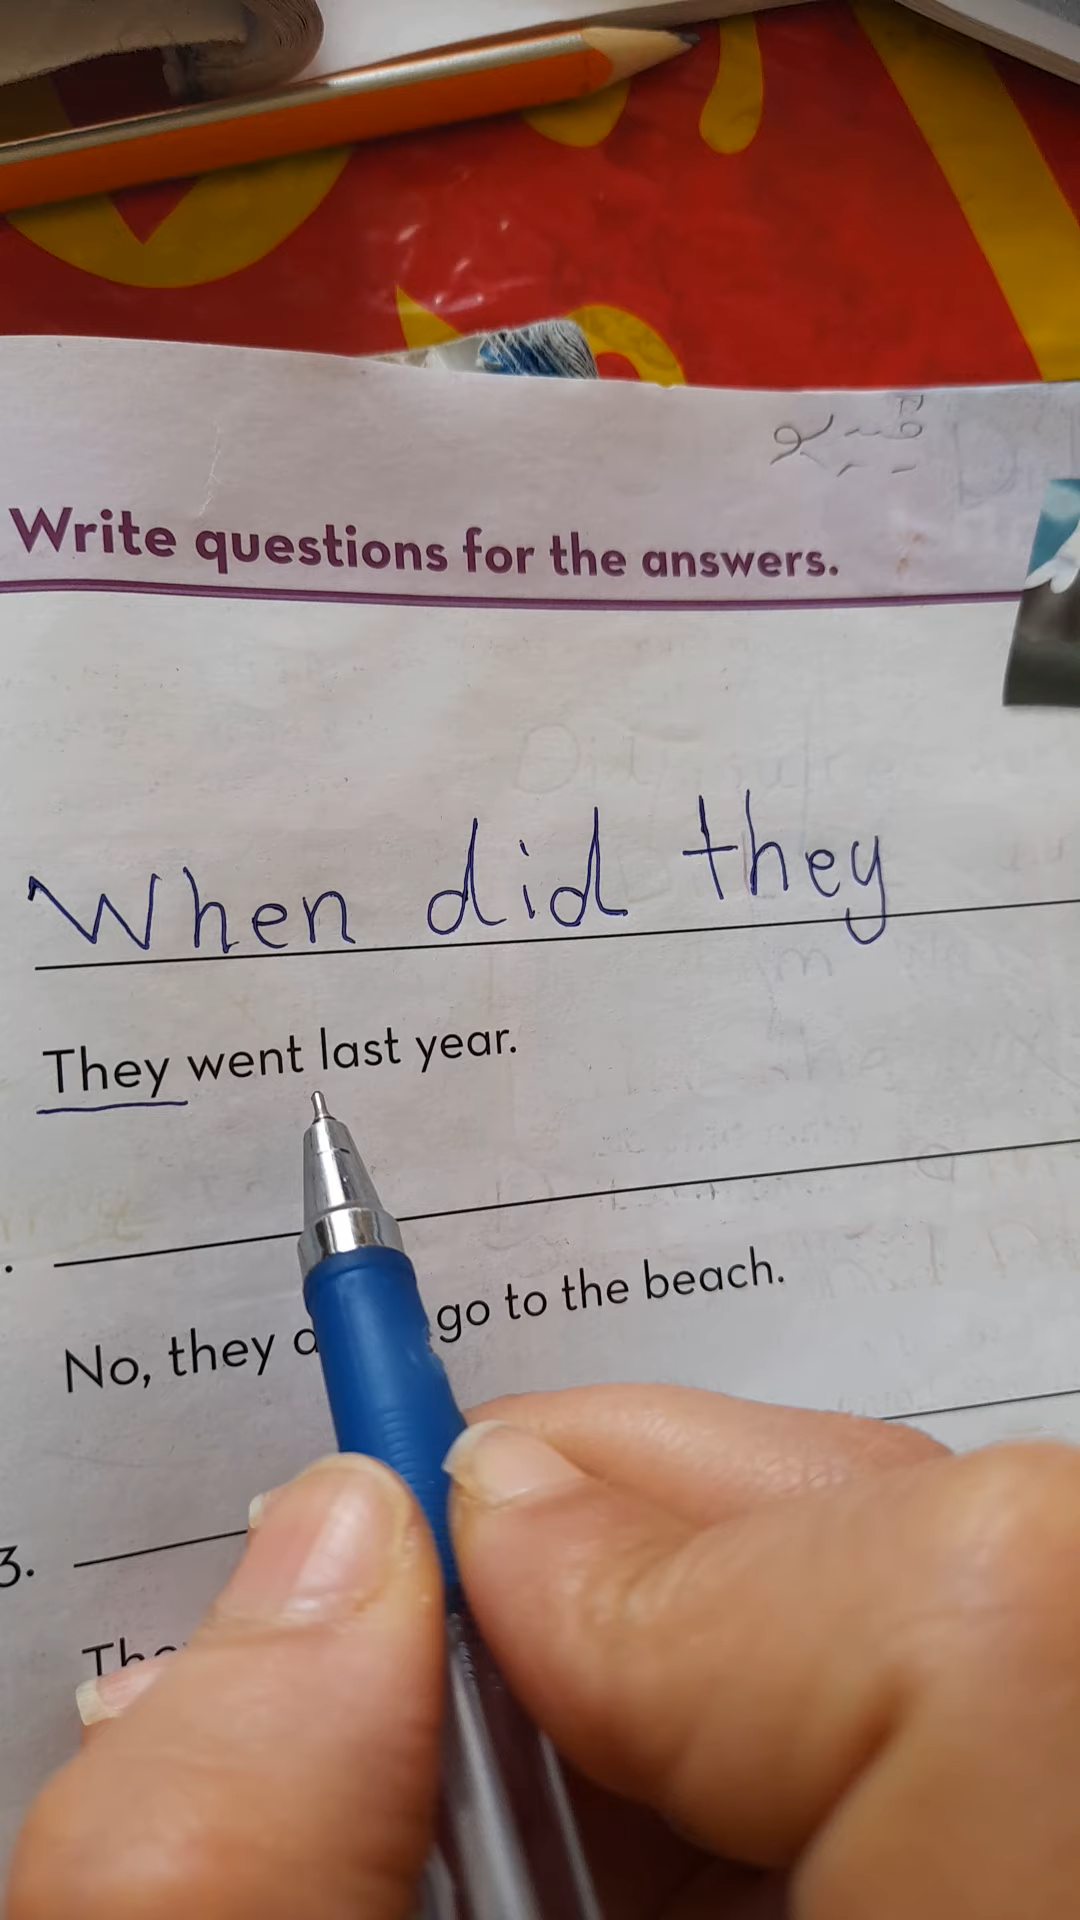 Write questions for the answers.
When did they
They went last year.
No, they go to the beach.
3.